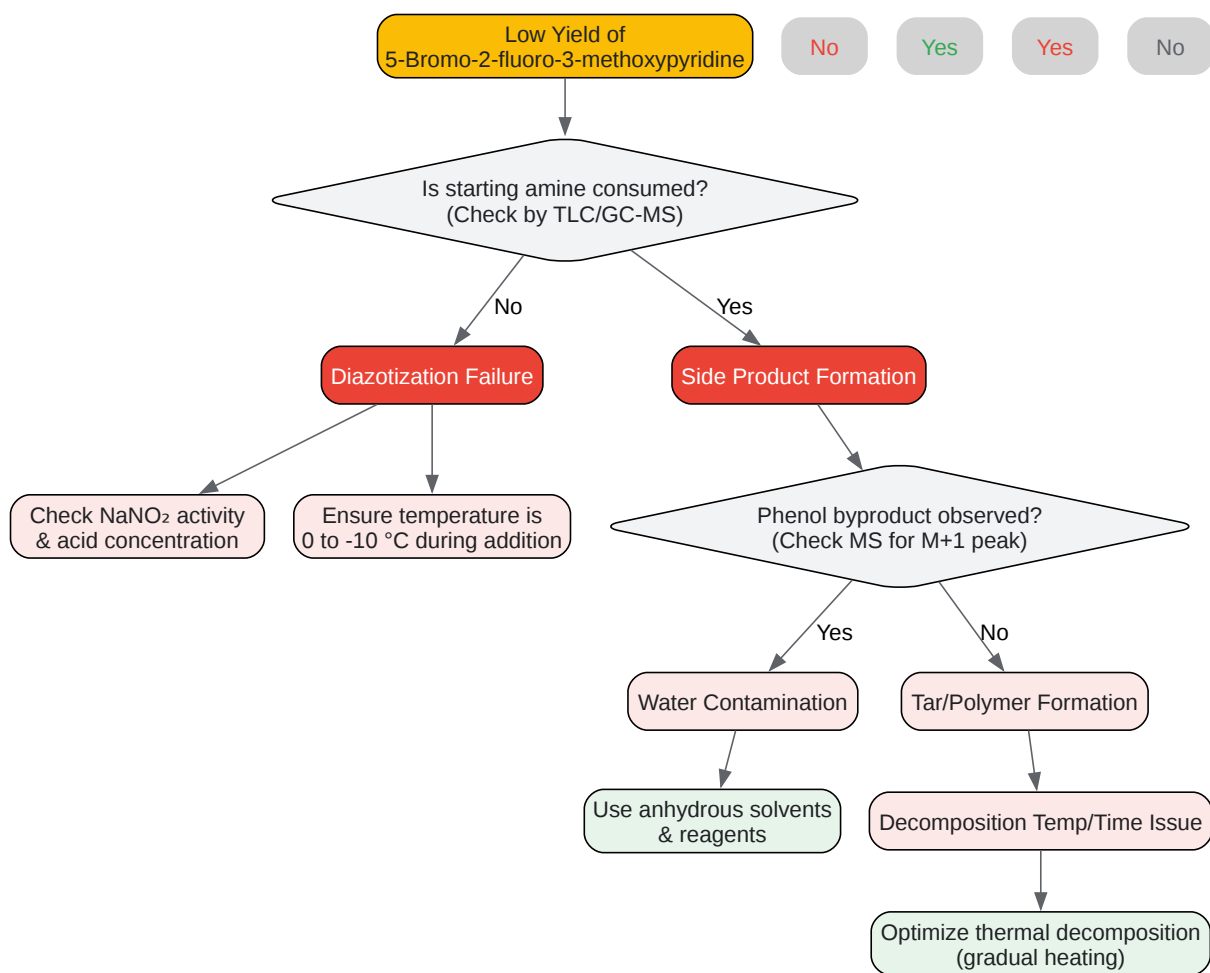 Low Yield of
5-Bromo-2-fluoro-3-methoxypyridine
No
Yes
Yes
No
Is starting amine consumed?
(Check by TLC/GC-MS)
No
Yes
Diazotization Failure
Side Product Formation
Check NaNO₂ activity
& acid concentration
Ensure temperature is
0 to -10 °C during addition
Phenol byproduct observed?
(Check MS for M+1 peak)
Yes
No
Water Contamination
Tar/Polymer Formation
Use anhydrous solvents
& reagents
Decomposition Temp/Time Issue
Optimize thermal decomposition
(gradual heating)